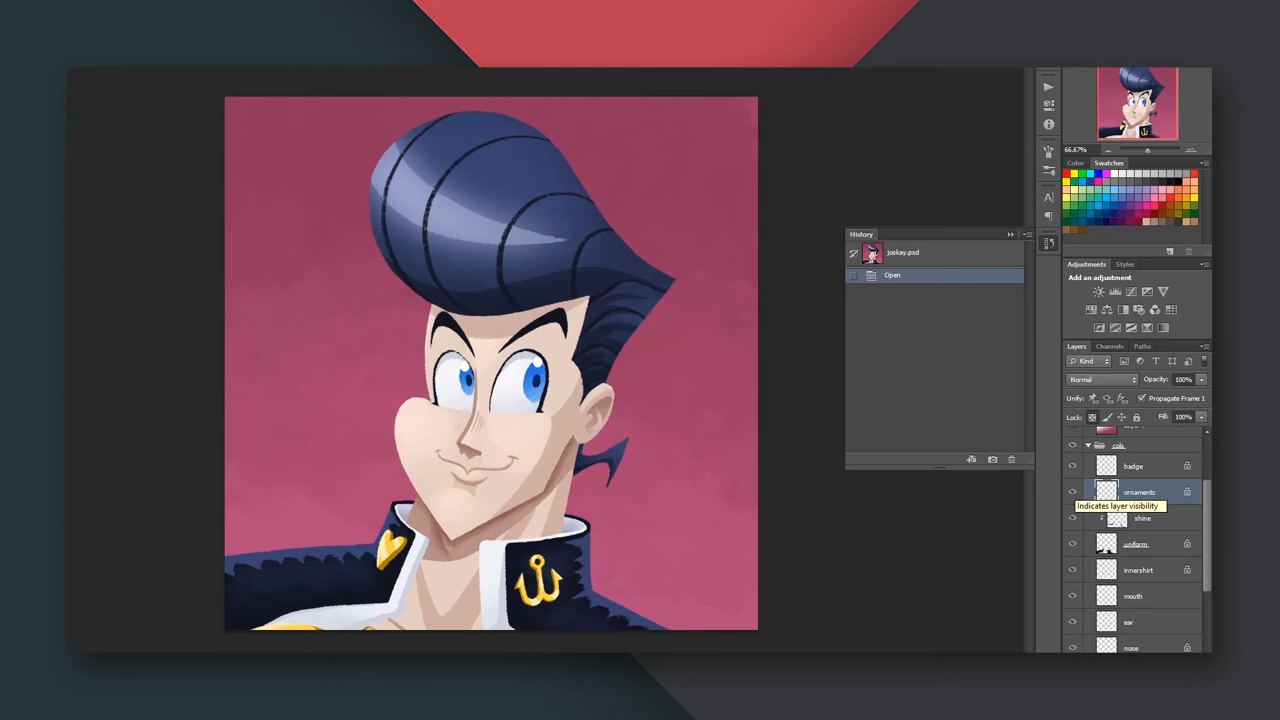 66.67%
Color Swatches
History
joskay.psd
Open
Adjustments Styles
Add an adjustment
Layers Channels Paths
Kind
Normal Opacity: 100%
Unify: Propagate Frame 1
Lock: Fill: 100%
cols
badge
ornaments
Indicates layer visibility
shine
uniform
innershirt
mouth
ear
nose